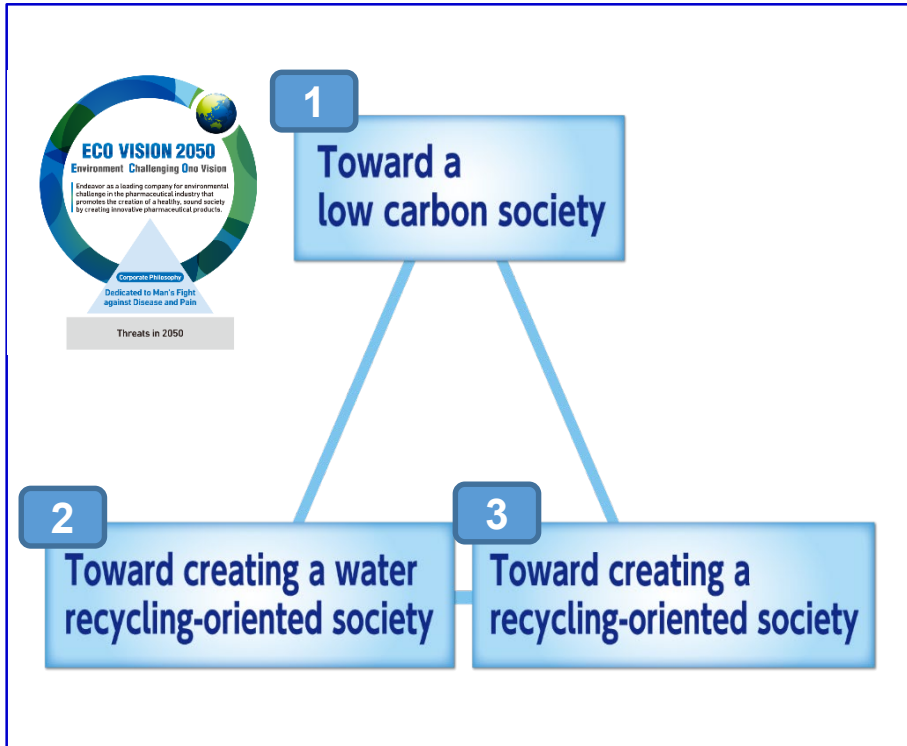 ECO VISION 2050
Environment Challenging Ono Vision
Endeavor as a leading company for environmental
challenge in the pharmaceutical industry that
promotes the creation of a healthy, sound society
by creating innovative pharmaceutical products.
Corporate Philosophy
Dedicated to Man's Fight
against Disease and Pain
Threats in 2050
1
Toward a
low carbon society
2
Toward creating a water
recycling-oriented society
3
Toward creating a
recycling-oriented society